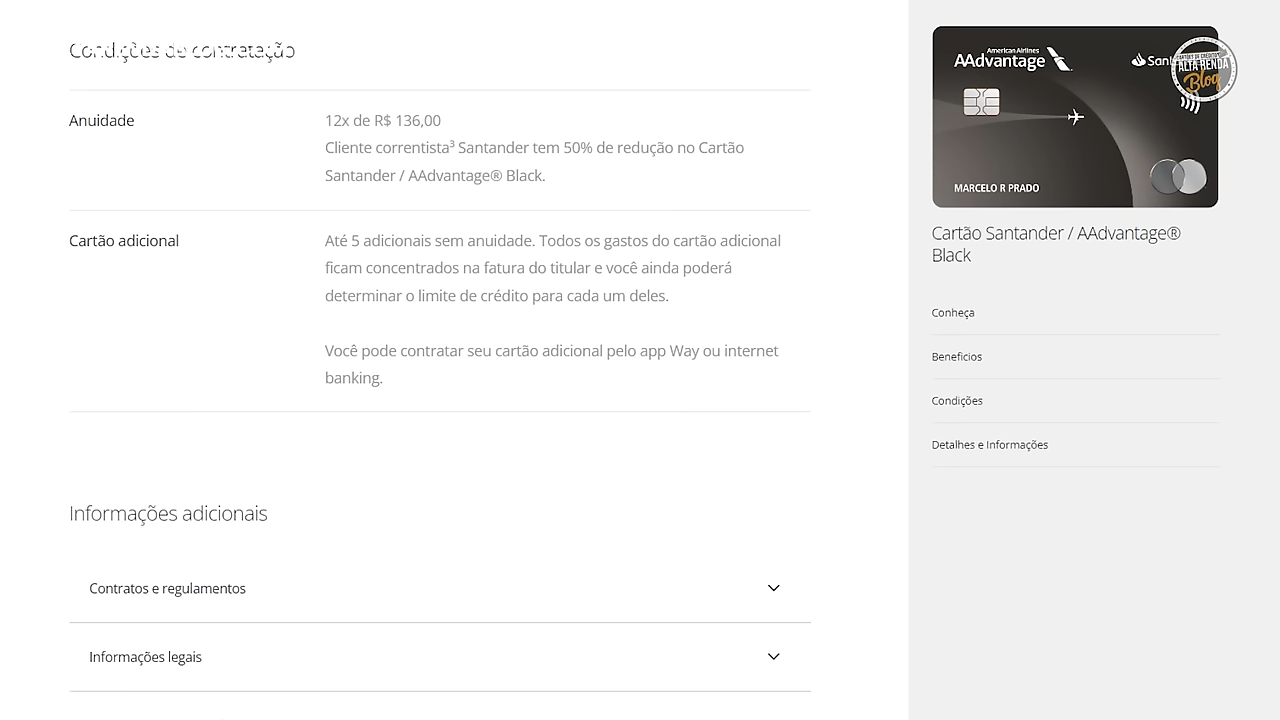 Condições de contratação
Anuidade
12x de R$ 136,00
Cliente correntista³ Santander tem 50% de redução no Cartão
Santander / AAdvantage® Black.
Cartão adicional
Até 5 adicionais sem anuidade. Todos os gastos do cartão adicional
ficam concentrados na fatura do titular e você ainda poderá
determinar o limite de crédito para cada um deles.
Você pode contratar seu cartão adicional pelo app Way ou internet
banking.
Informações adicionais
Contratos e regulamentos
Informações legais
American Airlines
AAdvantage
CARTÕES DE CRÉDITOS
ALTA RENDA
Blog
MARCELO R PRADO
Cartão Santander / AAdvantage®
Black
Conheça
Beneficios
Condições
Detalhes e Informações